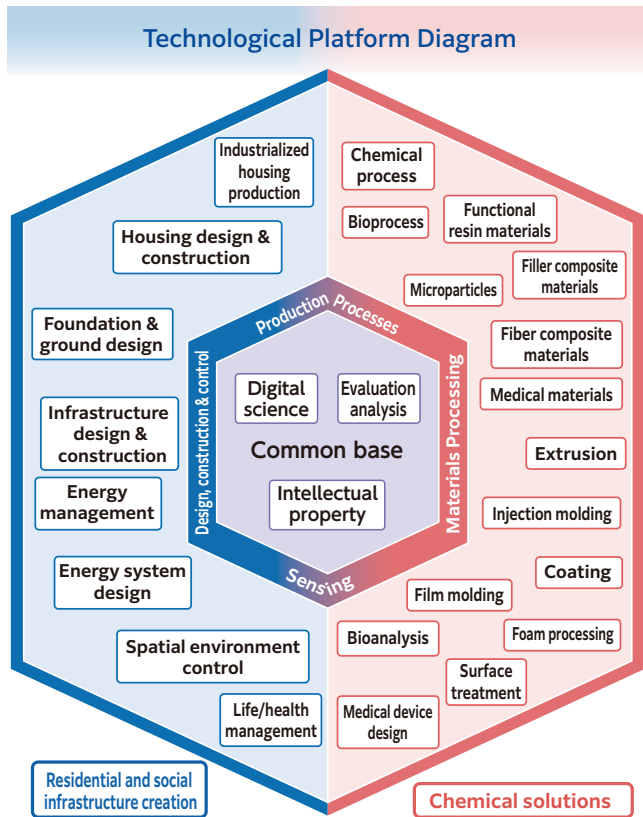 Technological Platform Diagram
Industrialized
housing
production
Housing design &
construction
Foundation &
ground design
Infrastructure
design &
construction
Energy
management
Energy system
design
Spatial environment
control
Life/health
management
Chemical
process
Bioprocess
Functional
resin materials
Microparticles
Filler composite
materials
Fiber composite
materials
Medical materials
Extrusion
Injection molding
Coating
Film molding
Foam processing
Bioanalysis
Surface
treatment
Medical device
design
Production Processes
Design, construction & control
Materials Processing
Sensing
Digital
science
Evaluation
analysis
Common base
Intellectual
property
Residential and social
infrastructure creation
Chemical solutions